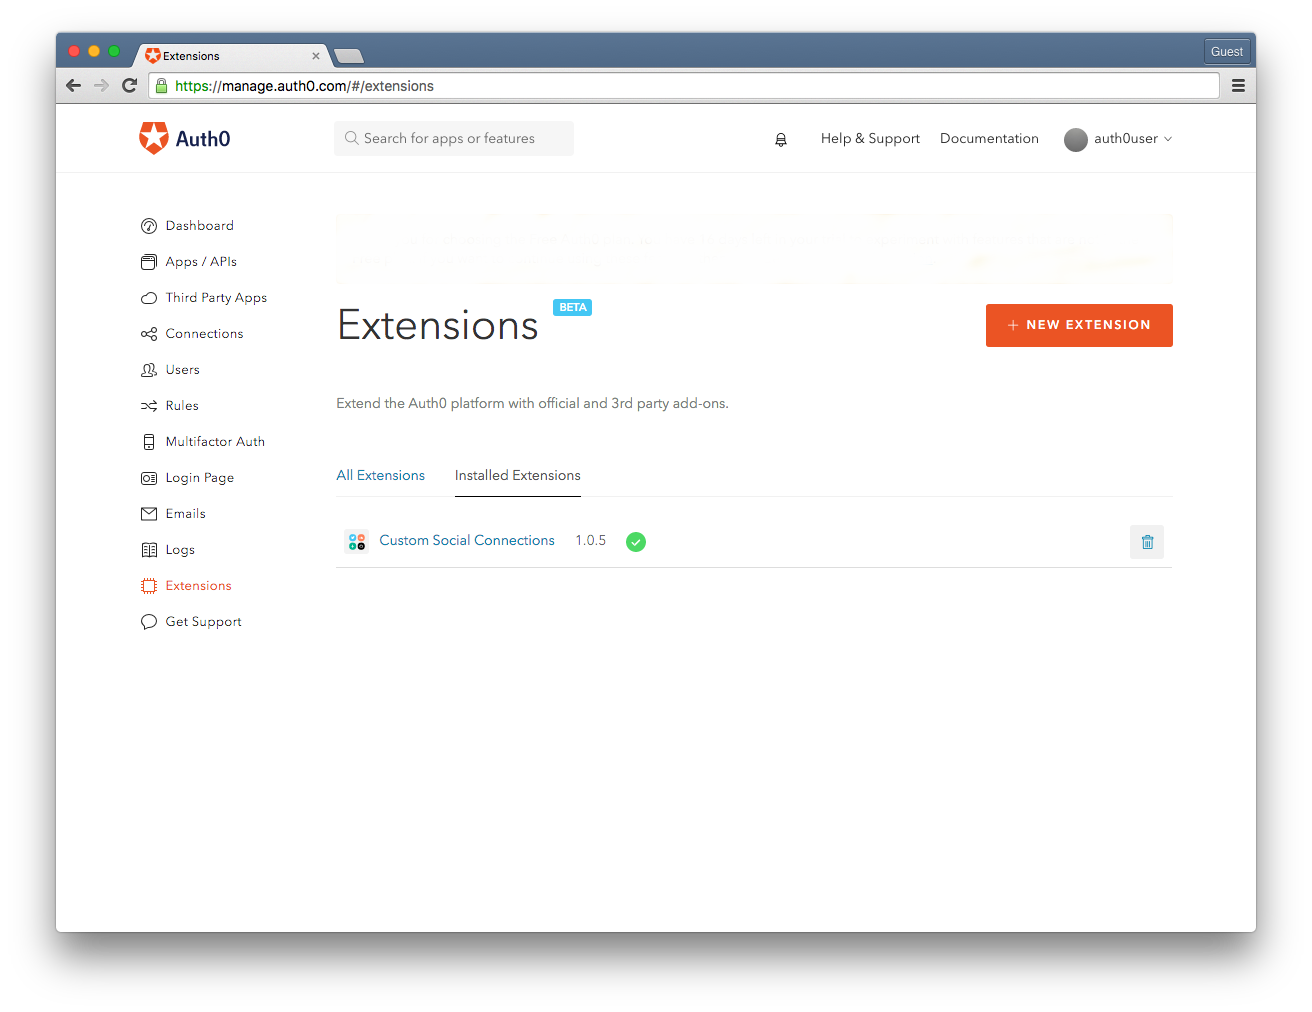 Extensions
Guest
https://manage.auth0.com/#/extensions
Auth0
Search for apps or features
Help & Support
Documentation
auth0user
Dashboard
Apps / APIs
Third Party Apps
Connections
Users
Rules
Multifactor Auth
Login Page
Emails
Logs
Extensions
Get Support
Extensions
BETA
+ NEW EXTENSION
Extend the Auth0 platform with official and 3rd party add-ons.
All Extensions
Installed Extensions
Custom Social Connections
1.0.5